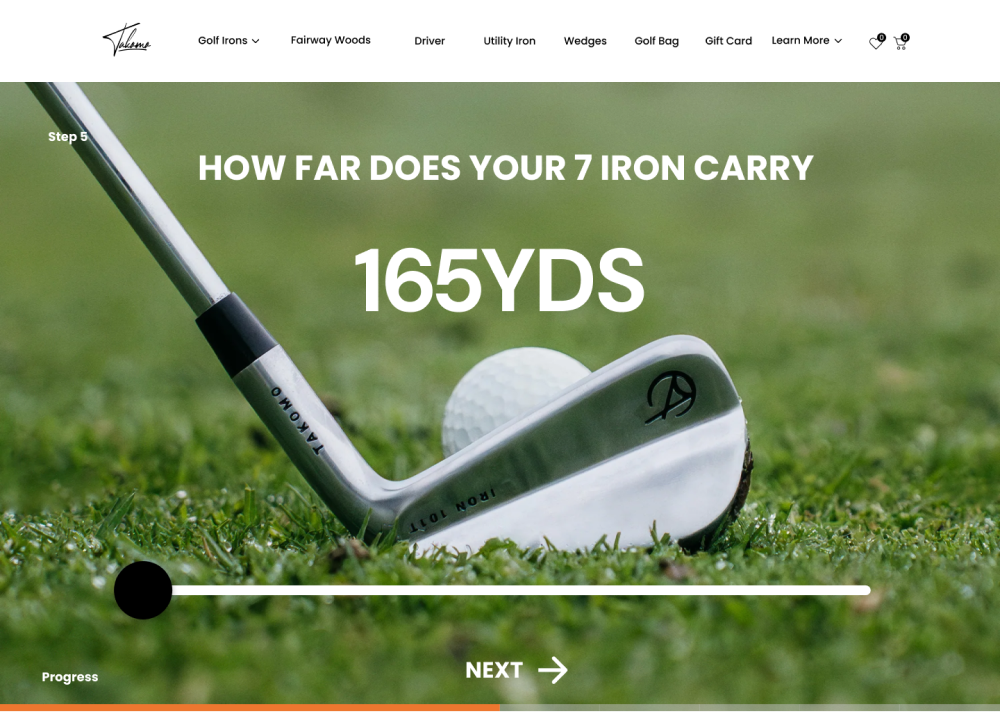 Takomo
Golf Irons
Fairway Woods
Driver
Utility Iron
Wedges
Golf Bag
Gift Card
Learn More
0
0
Step 5
HOW FAR DOES YOUR 7 IRON CARRY
165YDS
TAKOMO
IRON 101T
NEXT
Progress